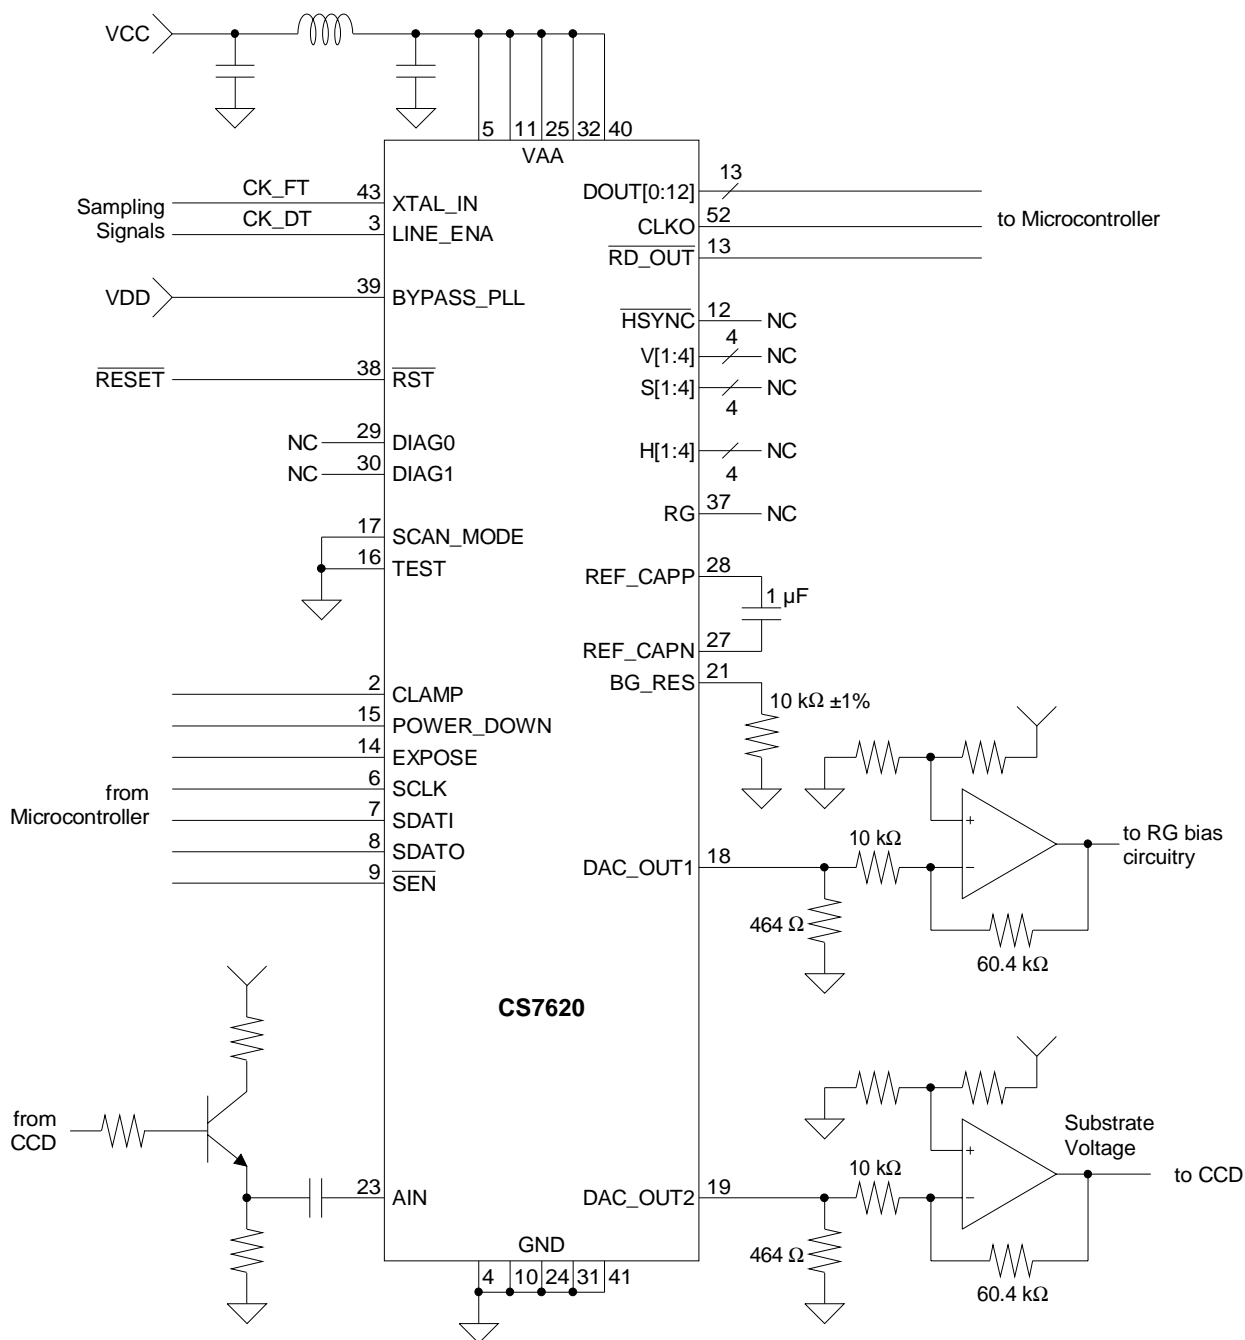 VCC
5 11 25 32 40
VAA
Sampling
Signals
CK_FT
43
XTAL_IN
CK_DT
3
LINE_ENA
VDD
39
BYPASS_PLL
RESET
38
RST
NC
29
DIAG0
NC
30
DIAG1
17
SCAN_MODE
16
TEST
from
Microcontroller
2
CLAMP
15
POWER_DOWN
14
EXPOSE
6
SCLK
7
SDATI
8
SDATO
9
SEN
from
CCD
23
AIN
CS7620
GND
4 10 24 31 41
DOUT[0:12]
13
CLKO
52
RD_OUT
13
to Microcontroller
HSYNC
12
NC
V[1:4]
4
NC
S[1:4]
4
NC
H[1:4]
4
NC
RG
37
NC
REF_CAPP
28
1 µF
REF_CAPN
27
BG_RES
21
10 kΩ ±1%
DAC_OUT1
18
464 Ω
10 kΩ
+
−
60.4 kΩ
to RG bias
circuitry
DAC_OUT2
19
464 Ω
10 kΩ
+
−
60.4 kΩ
Substrate
Voltage
to CCD